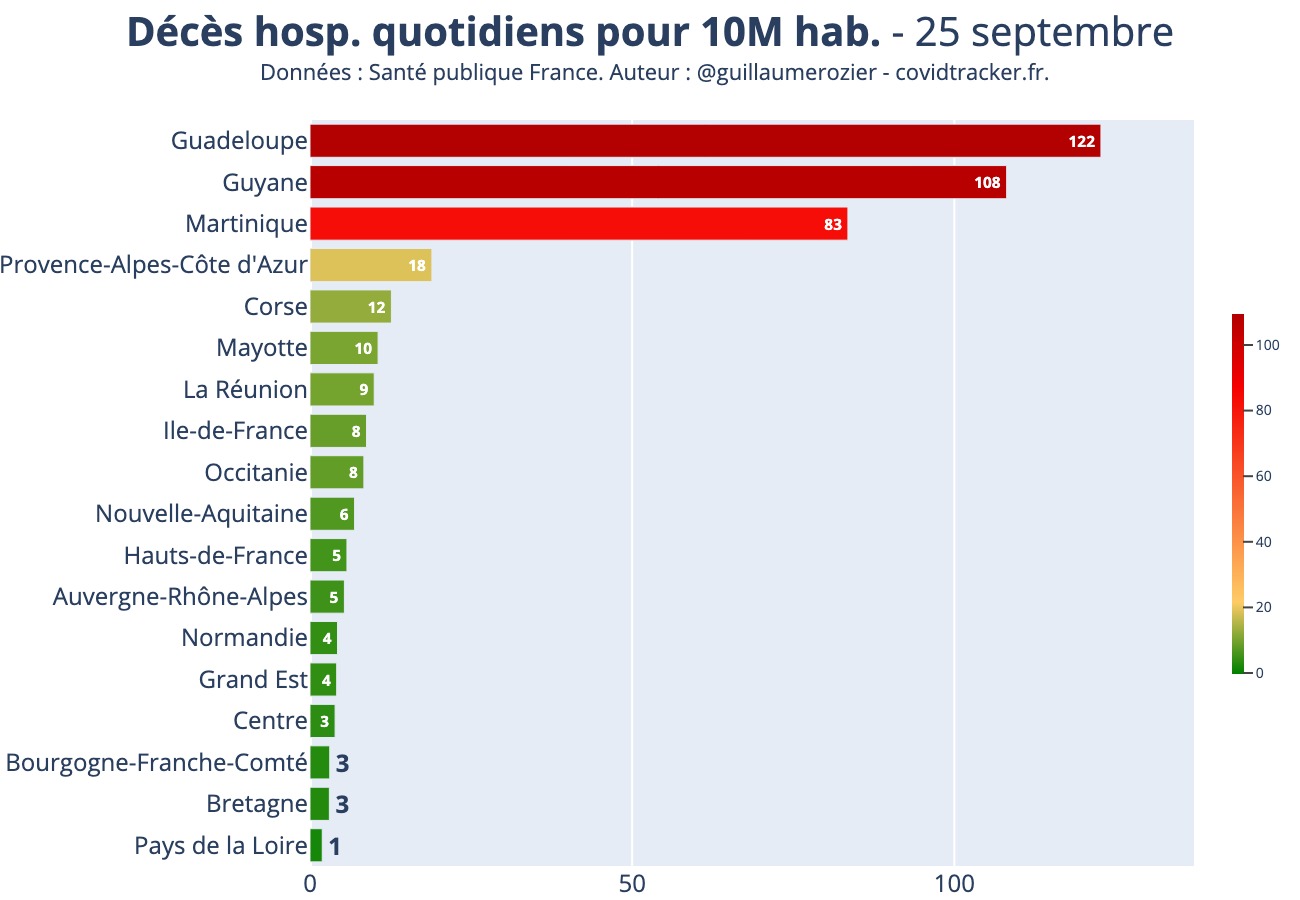 Décès hosp. quotidiens pour 10M hab. - 25 septembre
Données : Santé publique France. Auteur : @guillaumerozier - covidtracker.fr.
Guadeloupe 122
Guyane 108
Martinique 83
Provence-Alpes-Côte d'Azur 18
Corse 12
Mayotte 10
La Réunion 9
Ile-de-France 8
Occitanie 8
Nouvelle-Aquitaine 6
Hauts-de-France 5
Auvergne-Rhône-Alpes 5
Normandie 4
Grand Est 4
Centre 3
Bourgogne-Franche-Comté 3
Bretagne 3
Pays de la Loire 1
0 50 100
100
80
60
40
20
0